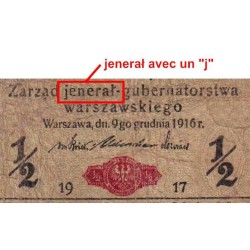 jenerał avec un "j"
Zarząd jenerał-gubernatorstwa
warszawskiego
Warszawa, dn. 9go grudnia 1916 r.
1/2 1/2
19 17